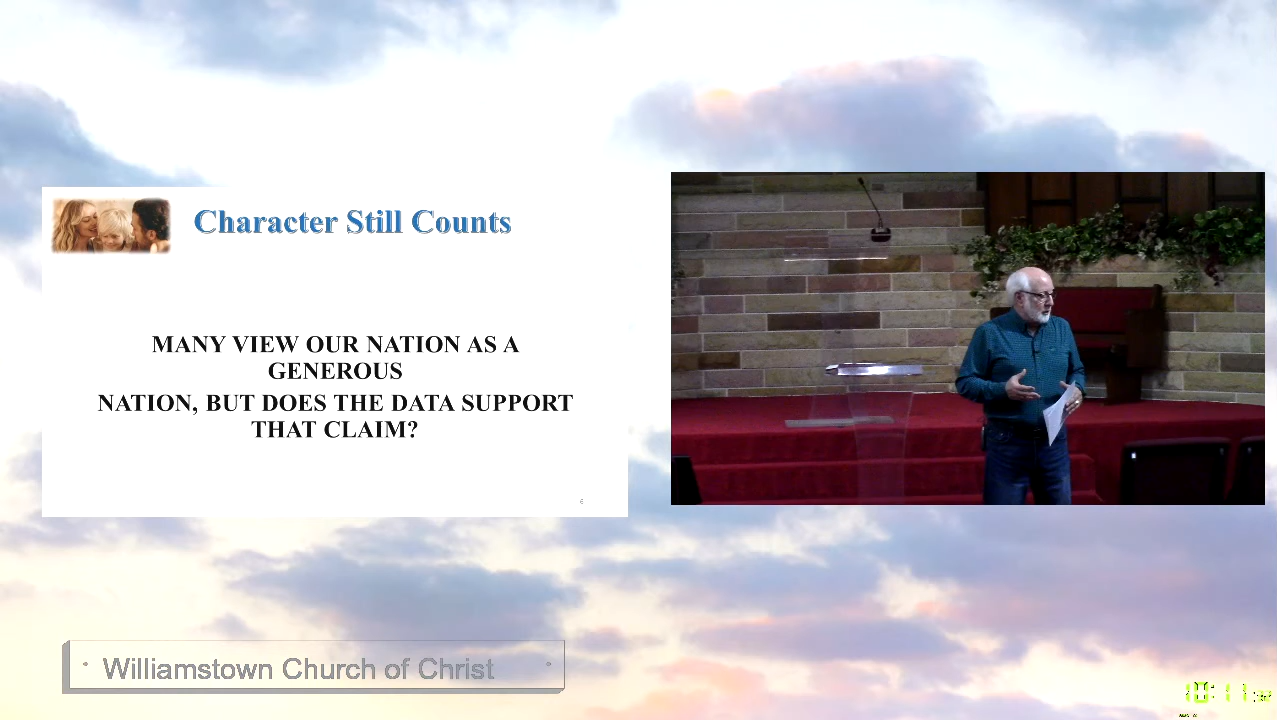 Character Still Counts
MANY VIEW OUR NATION AS A
GENEROUS
NATION, BUT DOES THE DATA SUPPORT
THAT CLAIM?
6
Williamstown Church of Christ